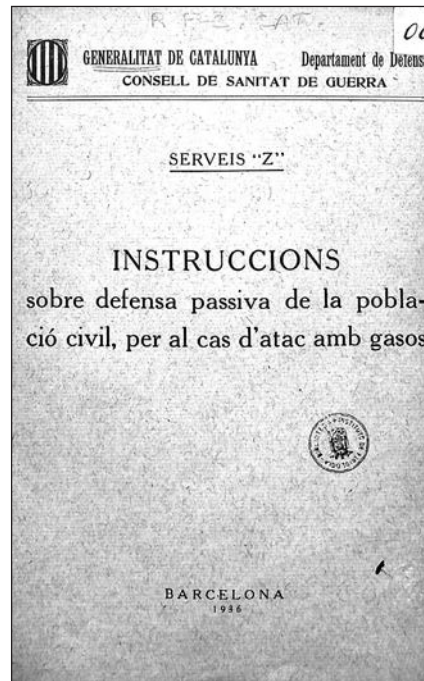 GENERALITAT DE CATALUNYA Departament de Defens
CONSELL DE SANITAT DE GUERRA
SERVEIS "Z"
INSTRUCCIONS
sobre defensa passiva de la pobla-
ció civil, per al cas d'atac amb gasos
BARCELONA
1936